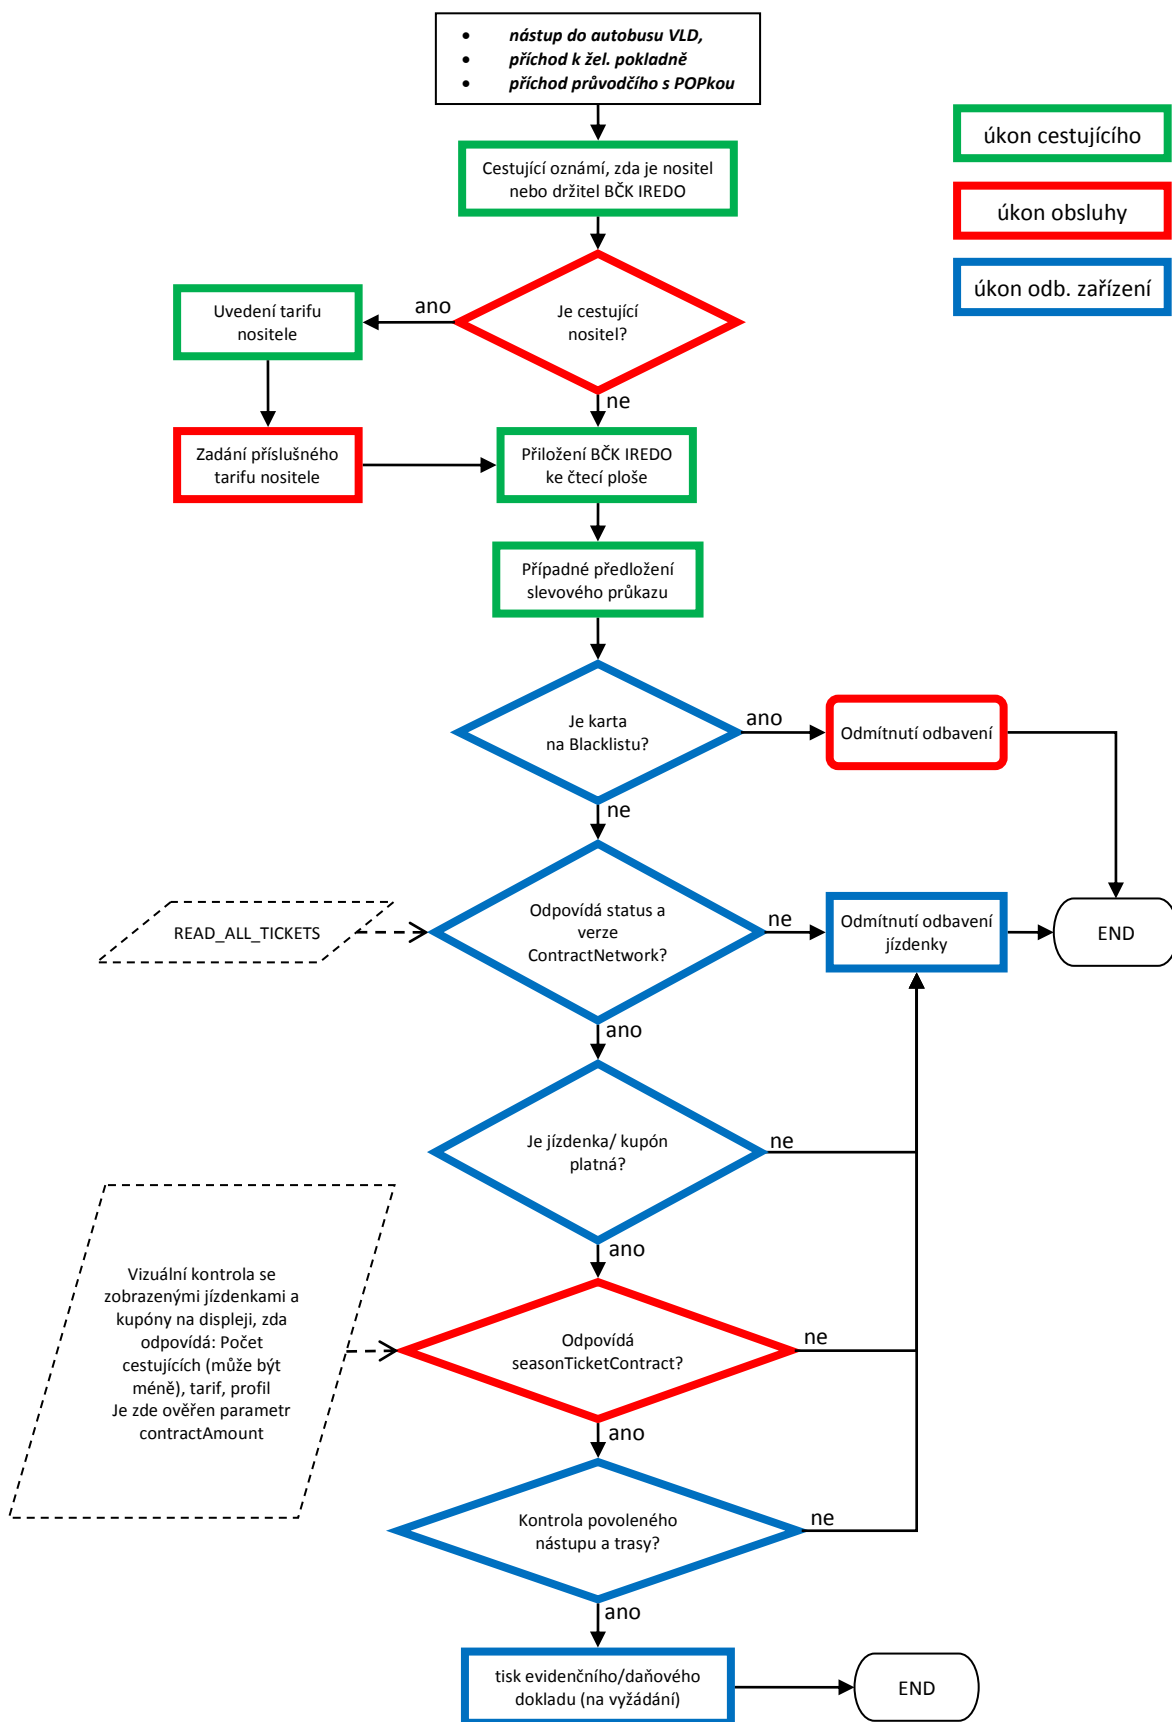 • nástup do autobusu VLD,
• příchod k žel. pokladně
• příchod průvodčího s POPkou
úkon cestujícího
Cestující oznámí, zda je nositel
nebo držitel BČK IREDO
úkon obsluhy
úkon odb. zařízení
Uvedení tarifu
nositele
ano
Je cestující
nositel?
ne
Zadání příslušného
tarifu nositele
Přiložení BČK IREDO
ke čtecí ploše
Případné předložení
slevového průkazu
Je karta
na Blacklistu?
ano
Odmítnutí odbavení
ne
READ_ALL_TICKETS
Odpovídá status a
verze
ContractNetwork?
ne
Odmítnutí odbavení
jízdenky
END
ano
Je jízdenka/ kupón
platná?
ne
ano
Vizuální kontrola se
zobrazenými jízdenkami a
kupóny na displeji, zda
odpovídá: Počet
cestujících (může být
méně), tarif, profil
Je zde ověřen parametr
contractAmount
Odpovídá
seasonTicketContract?
ne
ano
Kontrola povoleného
nástupu a trasy?
ne
ano
tisk evidenčního/daňového
dokladu (na vyžádání)
END